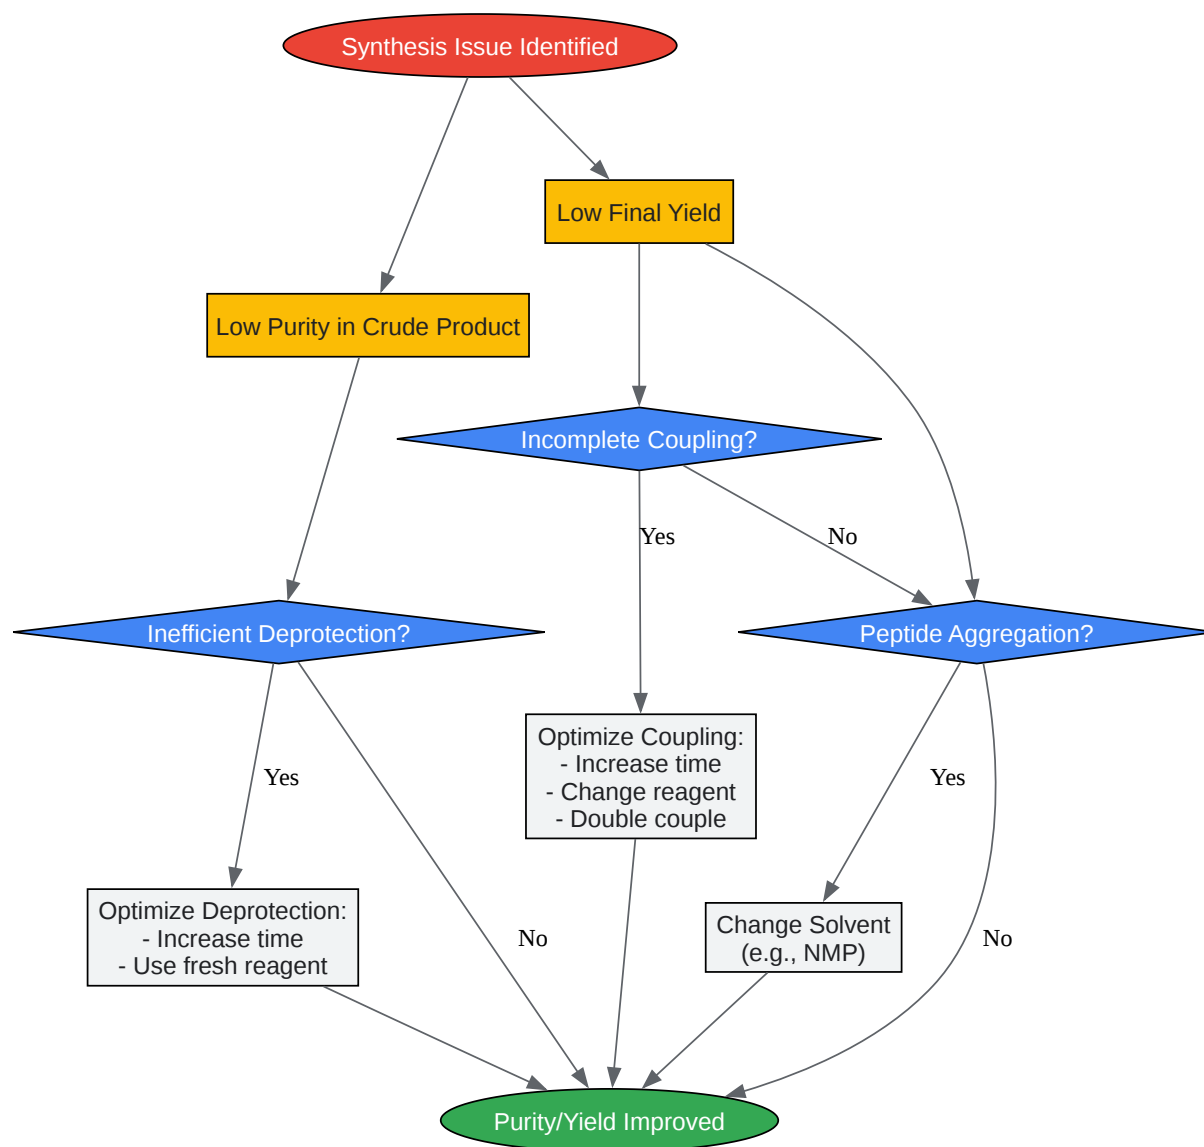 Synthesis Issue Identified
Low Final Yield
Low Purity in Crude Product
Incomplete Coupling?
Yes
No
Inefficient Deprotection?
Peptide Aggregation?
Optimize Coupling:
- Increase time
- Change reagent
- Double couple
Yes
Yes
Optimize Deprotection:
- Increase time
- Use fresh reagent
No
Change Solvent
(e.g., NMP)
No
Purity/Yield Improved